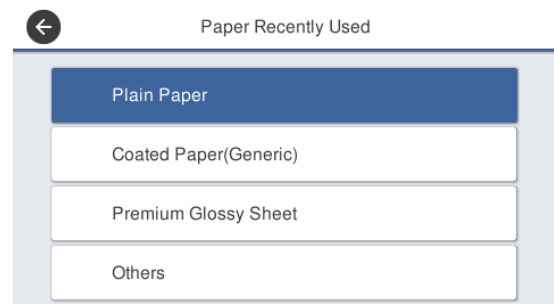 Paper Recently Used
Plain Paper
Coated Paper(Generic)
Premium Glossy Sheet
Others